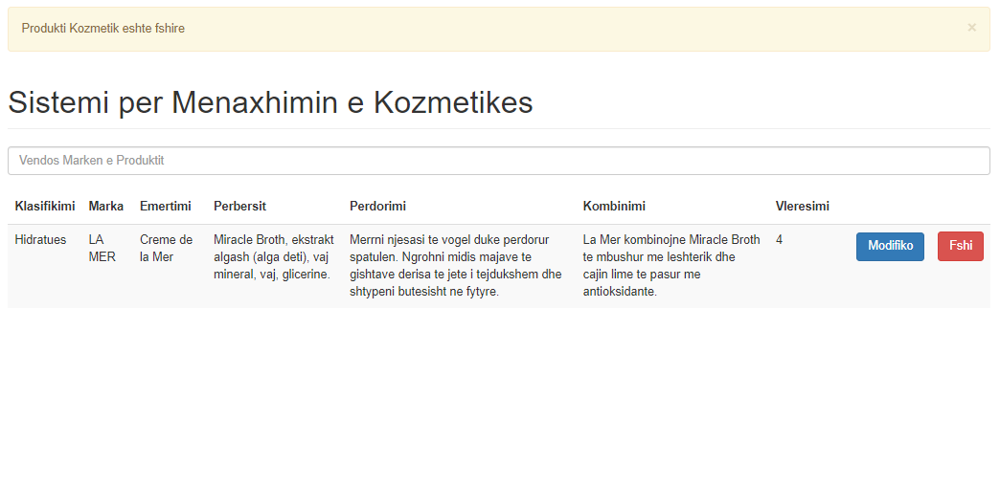 Produkti Kozmetik eshte fshire ×
Sistemi per Menaxhimin e Kozmetikes
Vendos Marken e Produktit
Klasifikimi Marka Emertimi Perbersit Perdorimi Kombinimi Vleresimi
Hidratues
LA
MER
Creme de
la Mer
Miracle Broth, ekstrakt
algash (alga deti), vaj
mineral, vaj, glicerine.
Merrni njesasi te vogel duke perdorur
spatulen. Ngrohni midis majave te
gishtave derisa te jete i tejdukshem dhe
shtypeni butesisht ne fytyre.
La Mer kombinojne Miracle Broth
te mbushur me leshterik dhe
cajin lime te pasur me
antioksidante.
4
Modifiko
Fshi